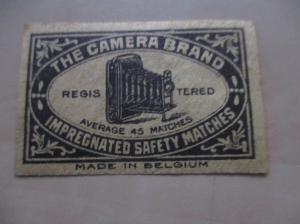 THE CAMERA BRAND
REGIS TERED
AVERAGE 45 MATCHES
IMPREGNATED SAFETY MATCHES
MADE IN BELGIUM